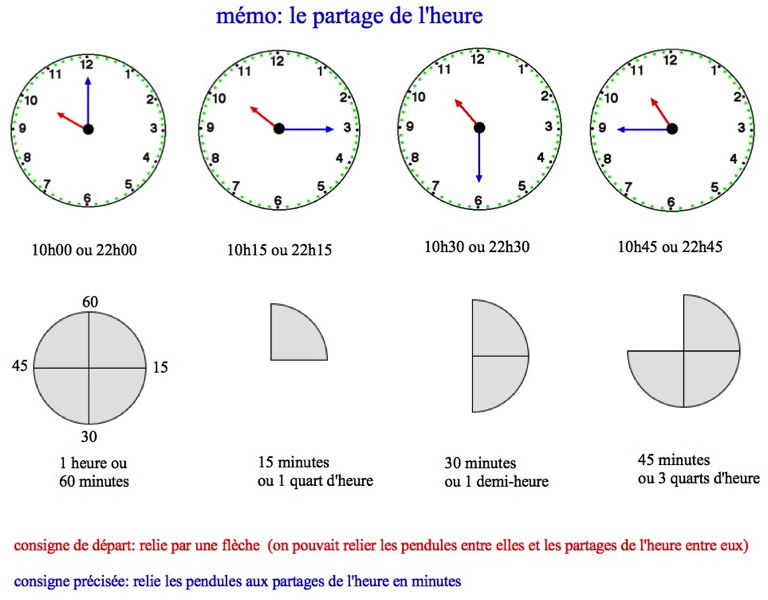 mémo: le partage de l'heure
12 12 12 12
11 1 11 1 11 1 11 1
10 2 10 2 10 2 10 2
9 3 9 3 9 3 9 3
8 4 8 4 8 4 8 4
7 5 7 5 7 5 7 5
6 6 6 6
10h00 ou 22h00 10h15 ou 22h15 10h30 ou 22h30 10h45 ou 22h45
60
45 15
30
1 heure ou
60 minutes
15 minutes
ou 1 quart d'heure
30 minutes
ou 1 demi-heure
45 minutes
ou 3 quarts d'heure
consigne de départ: relie par une flèche (on pouvait relier les pendules entre elles et les partages de l'heure entre eux)
consigne précisée: relie les pendules aux partages de l'heure en minutes